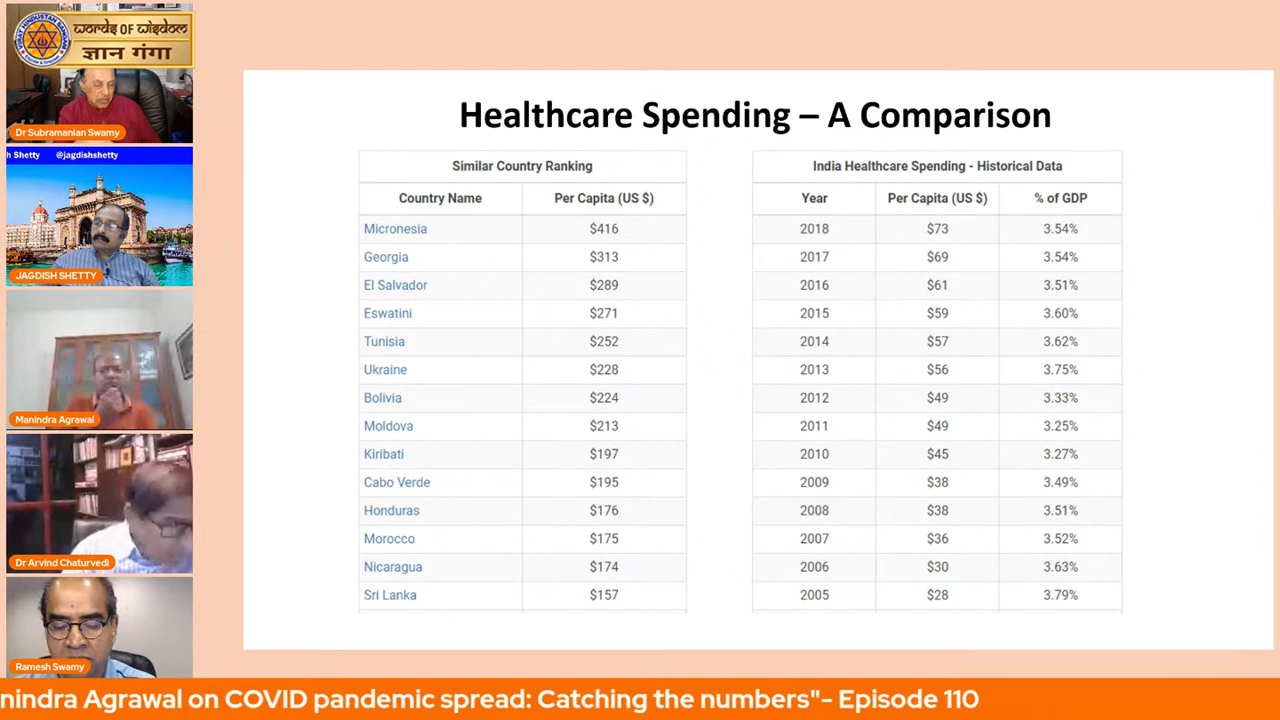 VIRAT HINDUSTAN SANGAM
WORDS OF WISDOM
ज्ञान गंगा
Dr Subramanian Swamy
h Shetty @jagdishshetty
JAGDISH SHETTY
Manindra Agrawal
Dr Arvind Chaturvedi
Ramesh Swamy
Healthcare Spending – A Comparison
Similar Country Ranking
Country Name Per Capita (US $)
Micronesia $416
Georgia $313
El Salvador $289
Eswatini $271
Tunisia $252
Ukraine $228
Bolivia $224
Moldova $213
Kiribati $197
Cabo Verde $195
Honduras $176
Morocco $175
Nicaragua $174
Sri Lanka $157
India Healthcare Spending - Historical Data
Year Per Capita (US $) % of GDP
2018 $73 3.54%
2017 $69 3.54%
2016 $61 3.51%
2015 $59 3.60%
2014 $57 3.62%
2013 $56 3.75%
2012 $49 3.33%
2011 $49 3.25%
2010 $45 3.27%
2009 $38 3.49%
2008 $38 3.51%
2007 $36 3.52%
2006 $30 3.63%
2005 $28 3.79%
nindra Agrawal on COVID pandemic spread: Catching the numbers"- Episode 110